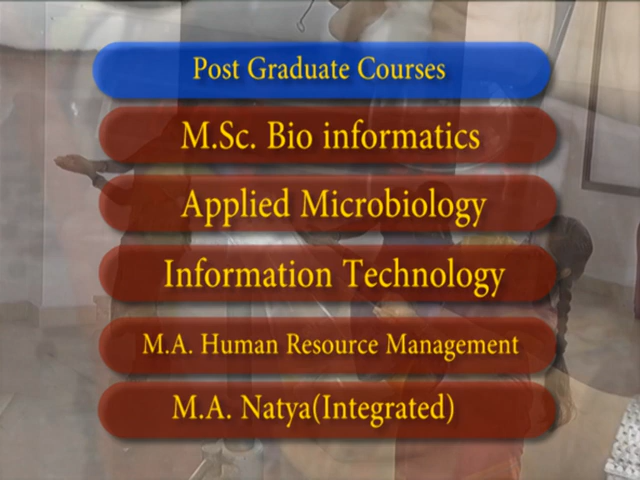 Post Graduate Courses
M.Sc. Bio informatics
Applied Microbiology
Information Technology
M.A. Human Resource Management
M.A. Natya(Integrated)